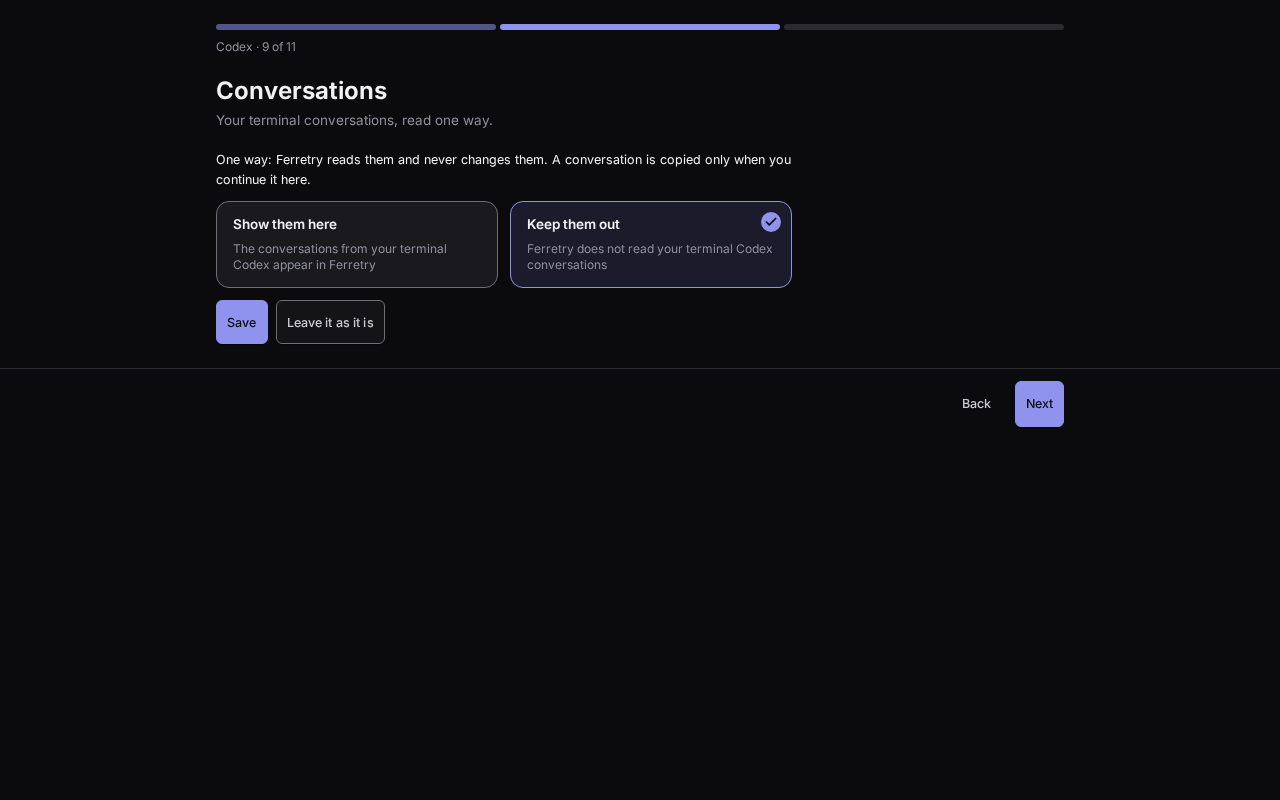 Codex · 9 of 11
Conversations
Your terminal conversations, read one way.
One way: Ferretry reads them and never changes them. A conversation is copied only when you
continue it here.
Show them here
The conversations from your terminal
Codex appear in Ferretry
Keep them out
Ferretry does not read your terminal Codex
conversations
Save
Leave it as it is
Back
Next